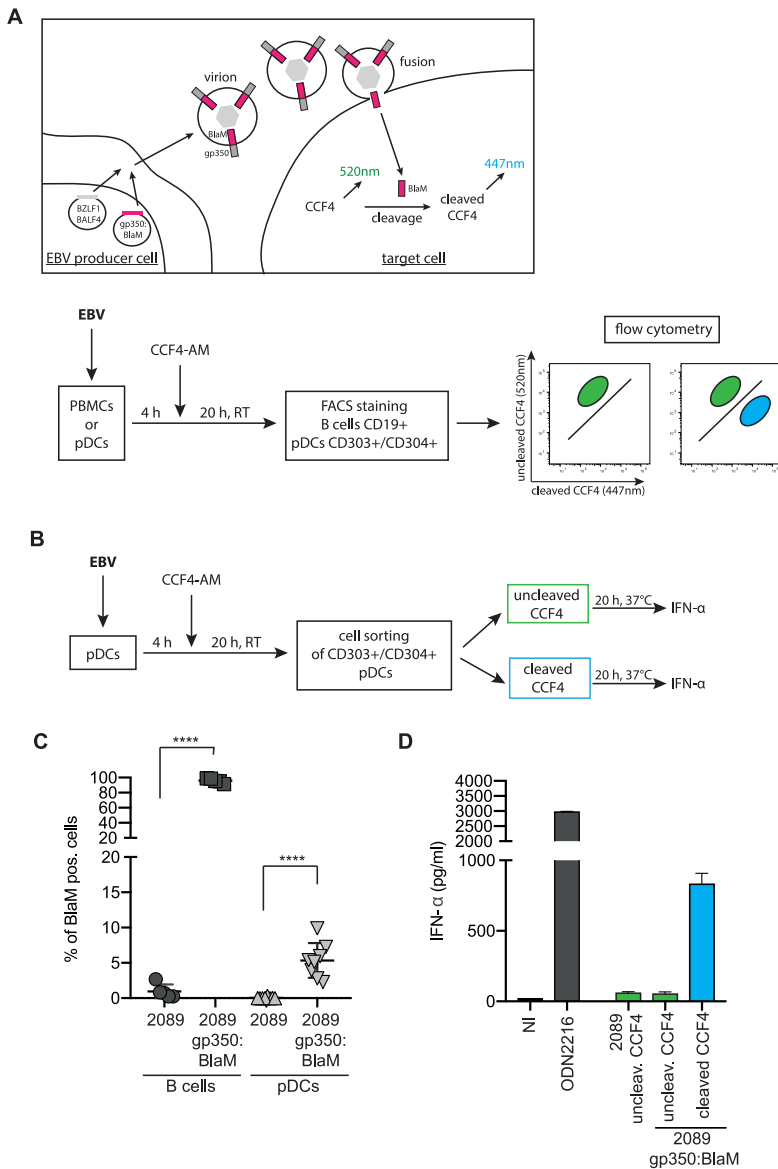 A
virion
fusion
BlaM
gp350
BZLF1
BALF4
gp350:
BlaM
EBV producer cell
520nm
447nm
BlaM
CCF4
cleavage
cleaved
CCF4
target cell
EBV
CCF4-AM
PBMCs
or
pDCs
4 h
20 h, RT
FACS staining
B cells CD19+
pDCs CD303+/CD304+
flow cytometry
uncleaved CCF4 (520nm)
cleaved CCF4 (447nm)
B
EBV
CCF4-AM
pDCs
4 h
20 h, RT
cell sorting
of CD303+/CD304+
pDCs
uncleaved
CCF4
20 h, 37°C
IFN-α
cleaved
CCF4
20 h, 37°C
IFN-α
C
****
****
% of BlaM pos. cells
100
80
60
40
20
20
15
10
5
0
2089
2089
gp350:
BlaM
2089
2089
gp350:
BlaM
B cells
pDCs
D
IFN-α (pg/ml)
4000
3000
2000
1000
500
0
NI
ODN2216
2089
uncleav. CCF4
uncleav. CCF4
cleaved CCF4
2089
gp350:BlaM